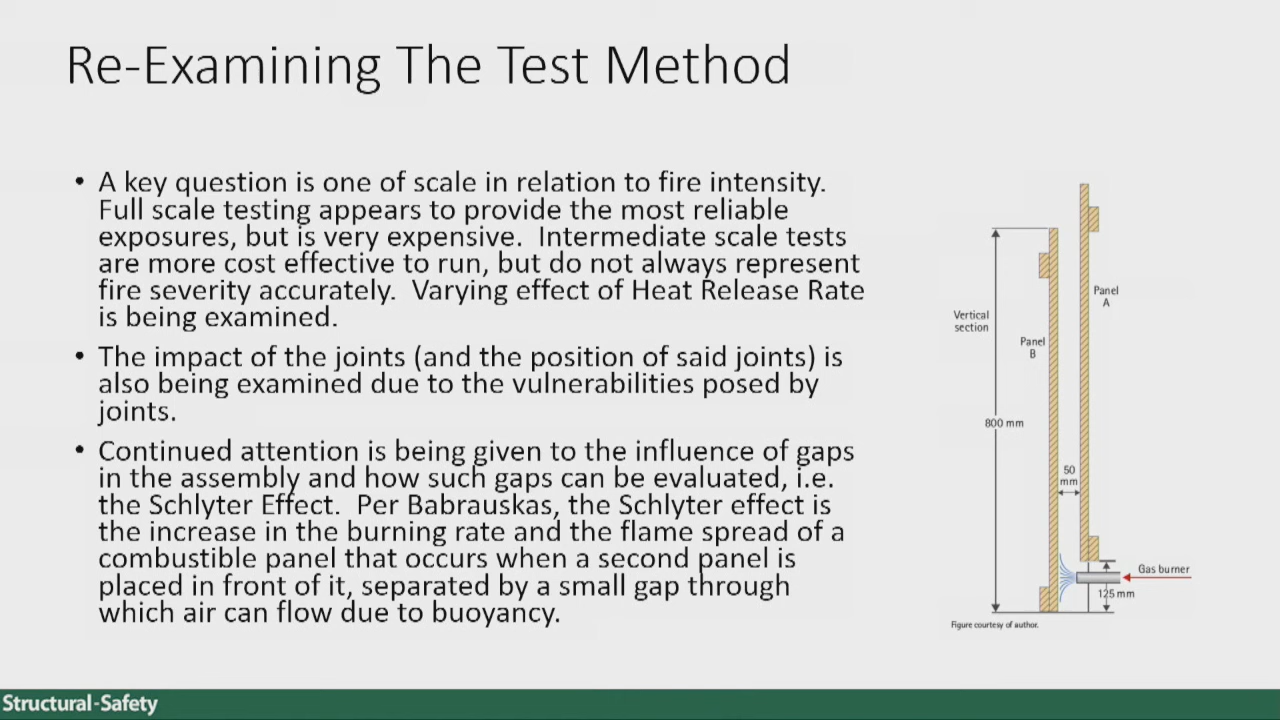 Re-Examining The Test Method
• A key question is one of scale in relation to fire intensity.
Full scale testing appears to provide the most reliable
exposures, but is very expensive.  Intermediate scale tests
are more cost effective to run, but do not always represent
fire severity accurately.  Varying effect of Heat Release Rate
is being examined.
• The impact of the joints (and the position of said joints) is
also being examined due to the vulnerabilities posed by
joints.
• Continued attention is being given to the influence of gaps
in the assembly and how such gaps can be evaluated, i.e.
the Schlyter Effect.  Per Babrauskas, the Schlyter effect is
the increase in the burning rate and the flame spread of a
combustible panel that occurs when a second panel is
placed in front of it, separated by a small gap through
which air can flow due to buoyancy.
Panel
A
Vertical
section
Panel
B
800 mm
50
mm
Gas burner
125 mm
Figure courtesy of author.
Structural-Safety